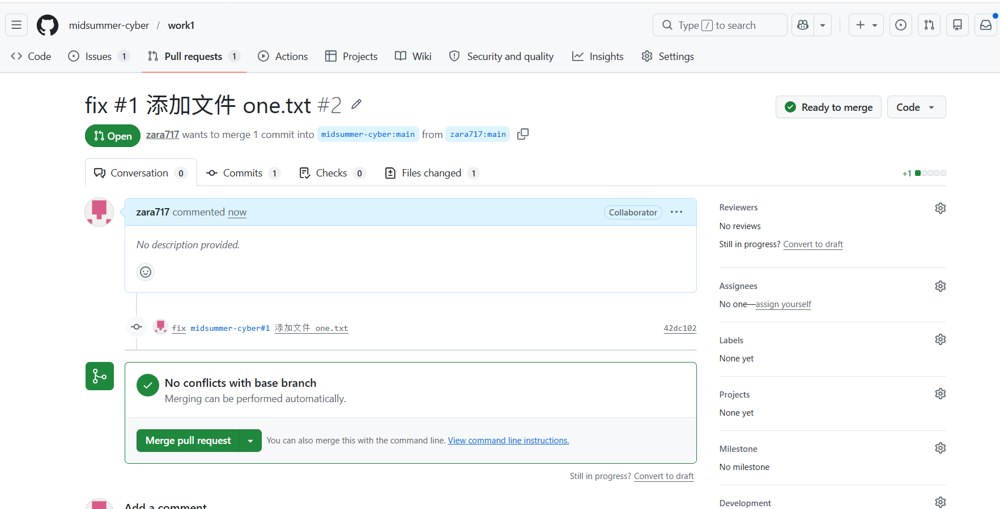 midsummer-cyber / work1
Type / to search
Code
Issues 1
Pull requests 1
Actions
Projects
Wiki
Security and quality
Insights
Settings
fix #1 添加文件 one.txt #2
Ready to merge
Code
Open
zara717 wants to merge 1 commit into midsummer-cyber:main from zara717:main
Conversation 0
Commits 1
Checks 0
Files changed 1
+1
zara717 commented now
Collaborator
No description provided.
fix midsummer-cyber#1 添加文件 one.txt
42dc102
No conflicts with base branch
Merging can be performed automatically.
Merge pull request
You can also merge this with the command line. View command line instructions.
Still in progress? Convert to draft
Add a comment
Reviewers
No reviews
Still in progress? Convert to draft
Assignees
No one—assign yourself
Labels
None yet
Projects
None yet
Milestone
No milestone
Development